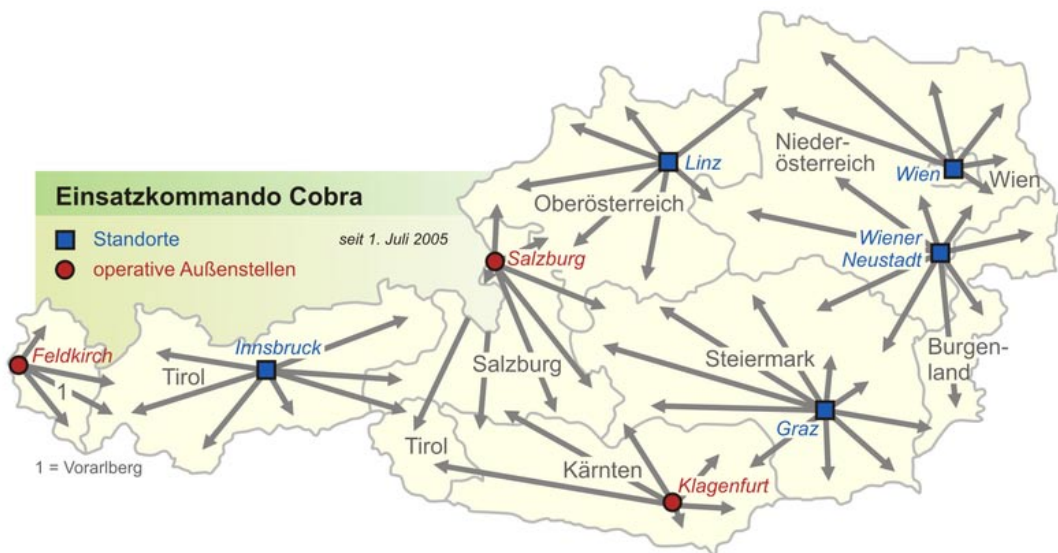 Einsatzkommando Cobra
Standorte
seit 1. Juli 2005
operative Außenstellen
Linz
Nieder-
österreich
Wien
Wien
Oberösterreich
Wiener
Neustadt
Salzburg
Feldkirch
1
Tirol
Innsbruck
Salzburg
Steiermark
Burgen-
land
Graz
Tirol
Kärnten
Klagenfurt
1 = Vorarlberg